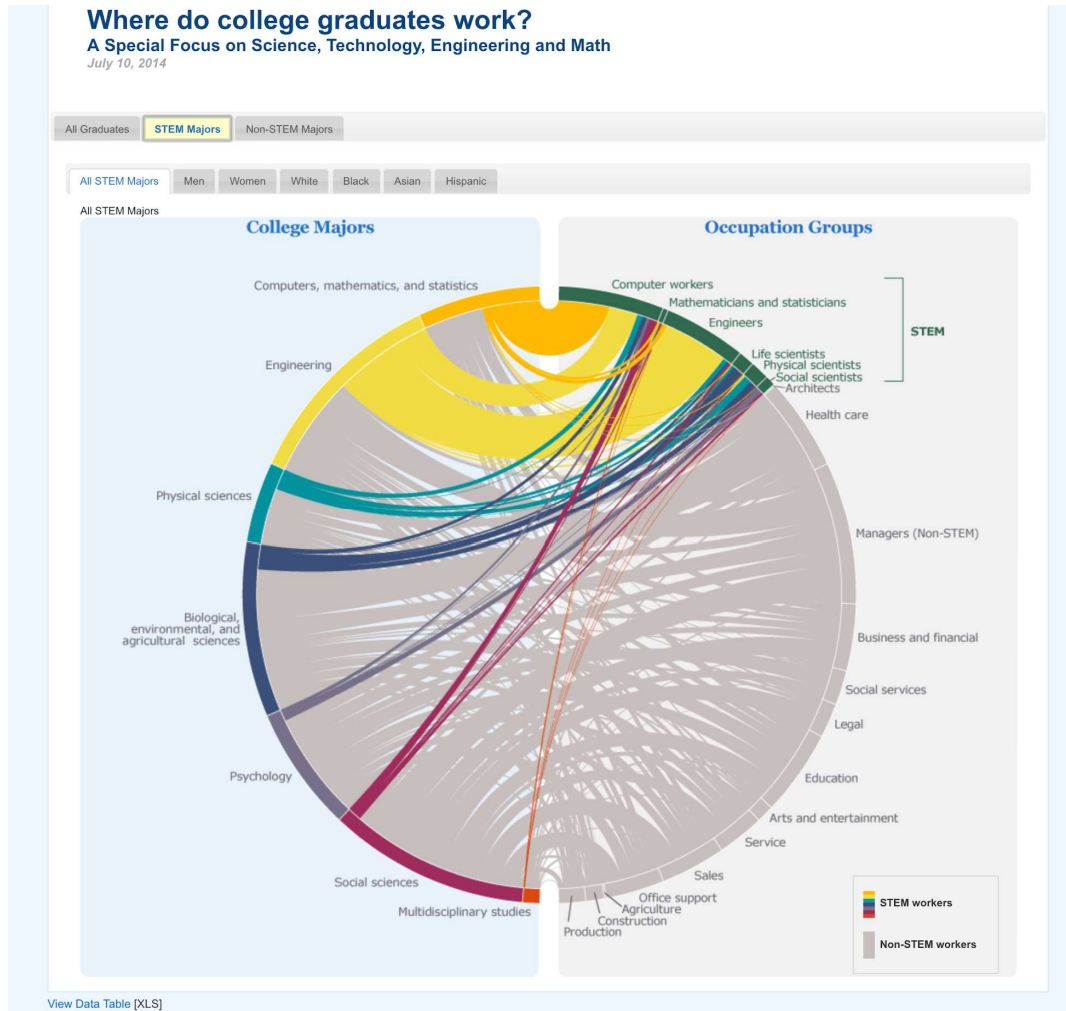 Where do college graduates work?
A Special Focus on Science, Technology, Engineering and Math
July 10, 2014
All Graduates
STEM Majors
Non-STEM Majors
All STEM Majors
Men
Women
White
Black
Asian
Hispanic
All STEM Majors
College Majors
Computers, mathematics, and statistics
Engineering
Physical sciences
Biological,
environmental, and
agricultural sciences
Psychology
Social sciences
Multidisciplinary studies
Occupation Groups
Computer workers
Mathematicians and statisticians
Engineers
Life scientists
Physical scientists
Social scientists
STEM
Architects
Health care
Managers (Non-STEM)
Business and financial
Social services
Legal
Education
Arts and entertainment
Service
Sales
Office support
Agriculture
Construction
Production
STEM workers
Non-STEM workers
View Data Table [XLS]